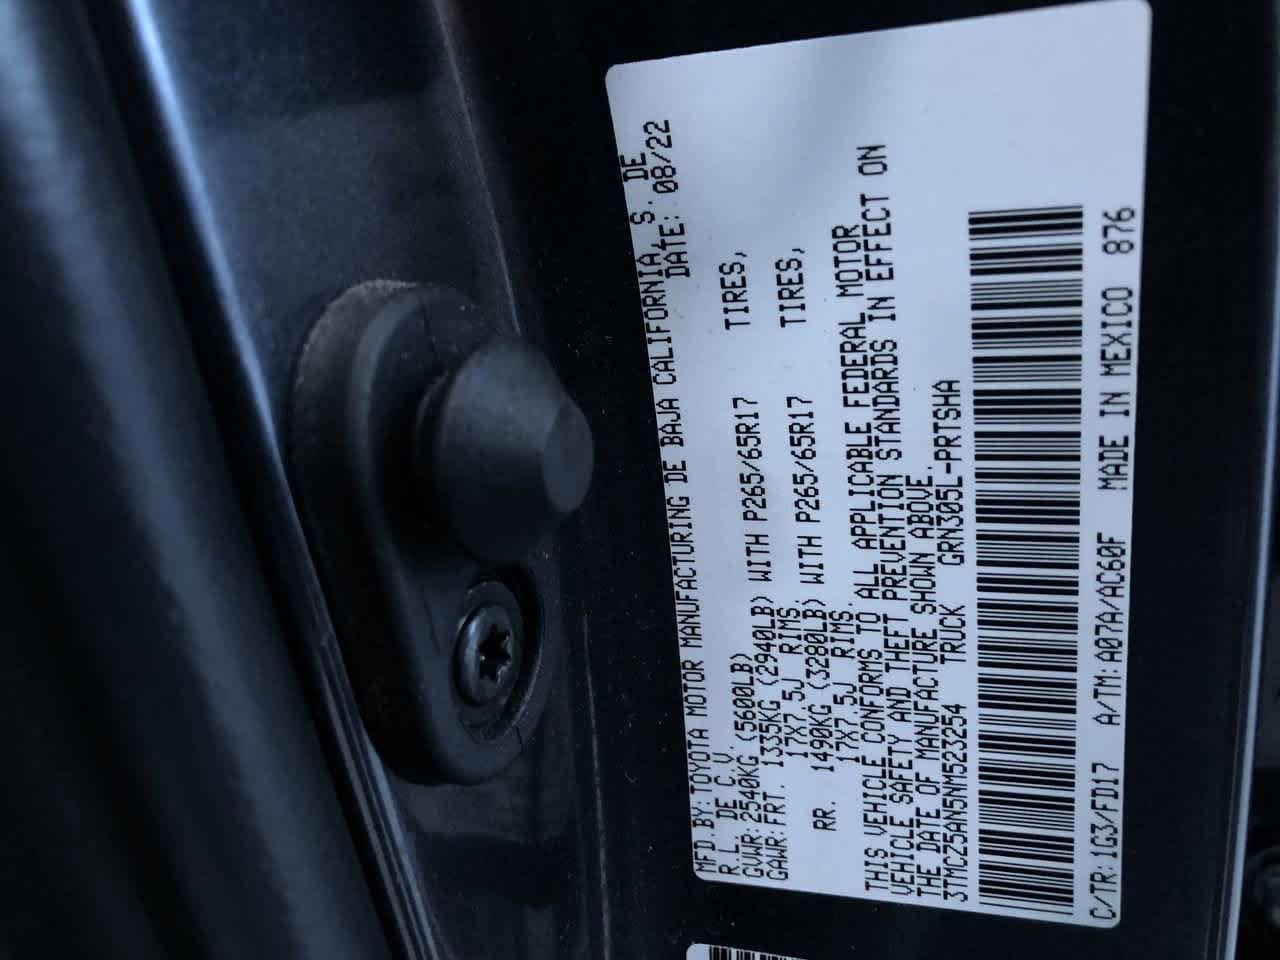 MFD.BY:TOYOTA MOTOR MANUFACTURING DE BAJA CALIFORNIA, S. DE
R.L. DE C.V. DATE: 08/22
GVWR:2540KG (5600LB)
GAWR:FRT. 1335KG (2940LB) WITH P265/65R17 TIRES,
17X7.5J RIMS.
RR. 1490KG (3280LB) WITH P265/65R17 TIRES,
17X7.5J RIMS.
THIS VEHICLE CONFORMS TO ALL APPLICABLE FEDERAL MOTOR
VEHICLE SAFETY AND THEFT PREVENTION STANDARDS IN EFFECT ON
THE DATE OF MANUFACTURE SHOWN ABOVE.
3TMCZ5AN5NM523254 TRUCK GRN305L-PRTSHA
C/TR:1G3/FD17 A/TM:A07A/AC60F MADE IN MEXICO 876